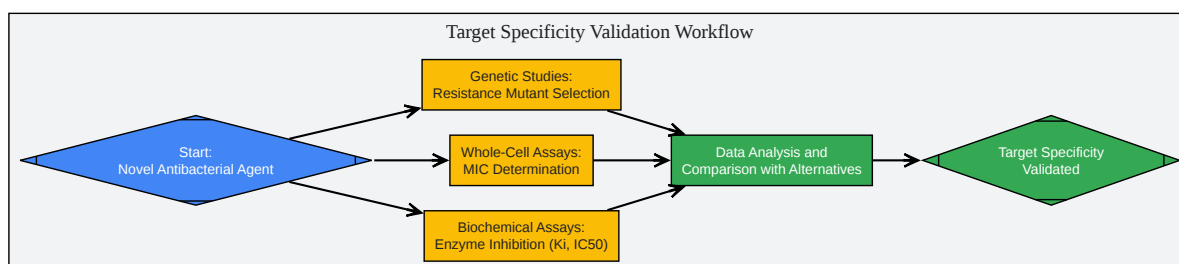 Target Specificity Validation Workflow
Start:
Novel Antibacterial Agent
Genetic Studies:
Resistance Mutant Selection
Whole-Cell Assays:
MIC Determination
Biochemical Assays:
Enzyme Inhibition (Ki, IC50)
Data Analysis and
Comparison with Alternatives
Target Specificity
Validated